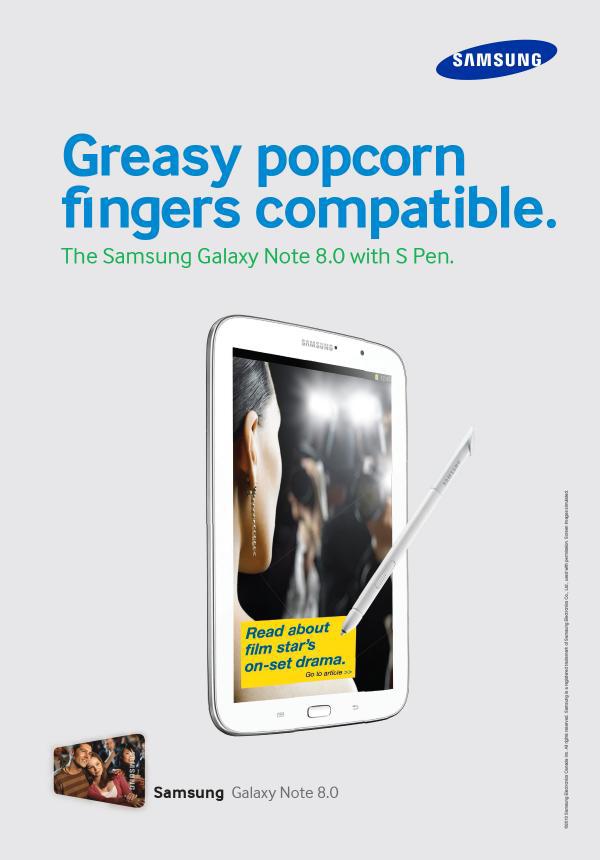 SAMSUNG
Greasy popcorn
fingers compatible.
The Samsung Galaxy Note 8.0 with S Pen.
SAMSUNG
SAMSUNG
Read about
film star's
on-set drama.
Go to article >>
SAMSUNG
Samsung Galaxy Note 8.0
©2013 Samsung Electronics Canada Inc. All rights reserved. Samsung is a registered trademark of Samsung Electronics Co., Ltd., used with permission. Screen images simulated.